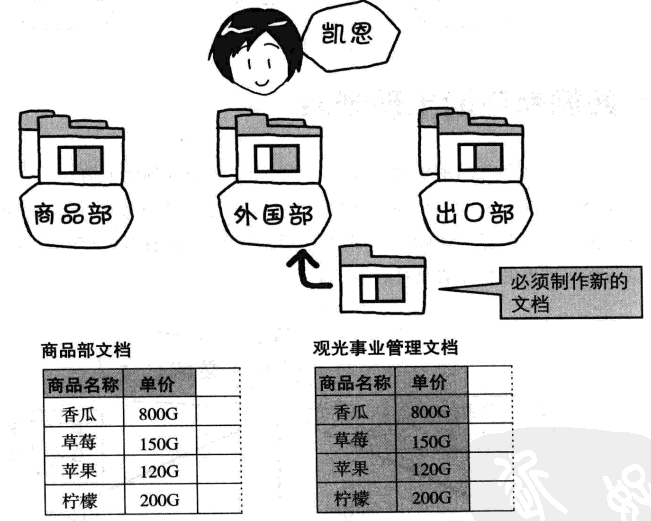 凯恩
商品部
外国部
出口部
必须制作新的
文档
商品部文档
商品名称 单价
香瓜 800G
草莓 150G
苹果 120G
柠檬 200G
观光事业管理文档
商品名称 单价
香瓜 800G
草莓 150G
苹果 120G
柠檬 200G